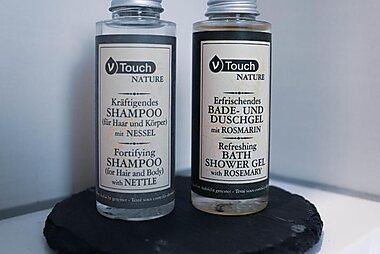 V Touch
NATURE
Kräftigendes
SHAMPOO
(für Haar und Körper)
mit NESSEL
Fortifying
SHAMPOO
(for Hair and Body)
with NETTLE
V Touch
NATURE
Erfrischendes
BADE- UND
DUSCHGEL
mit ROSMARIN
Refreshing
BATH
SHOWER GEL
with ROSEMARY